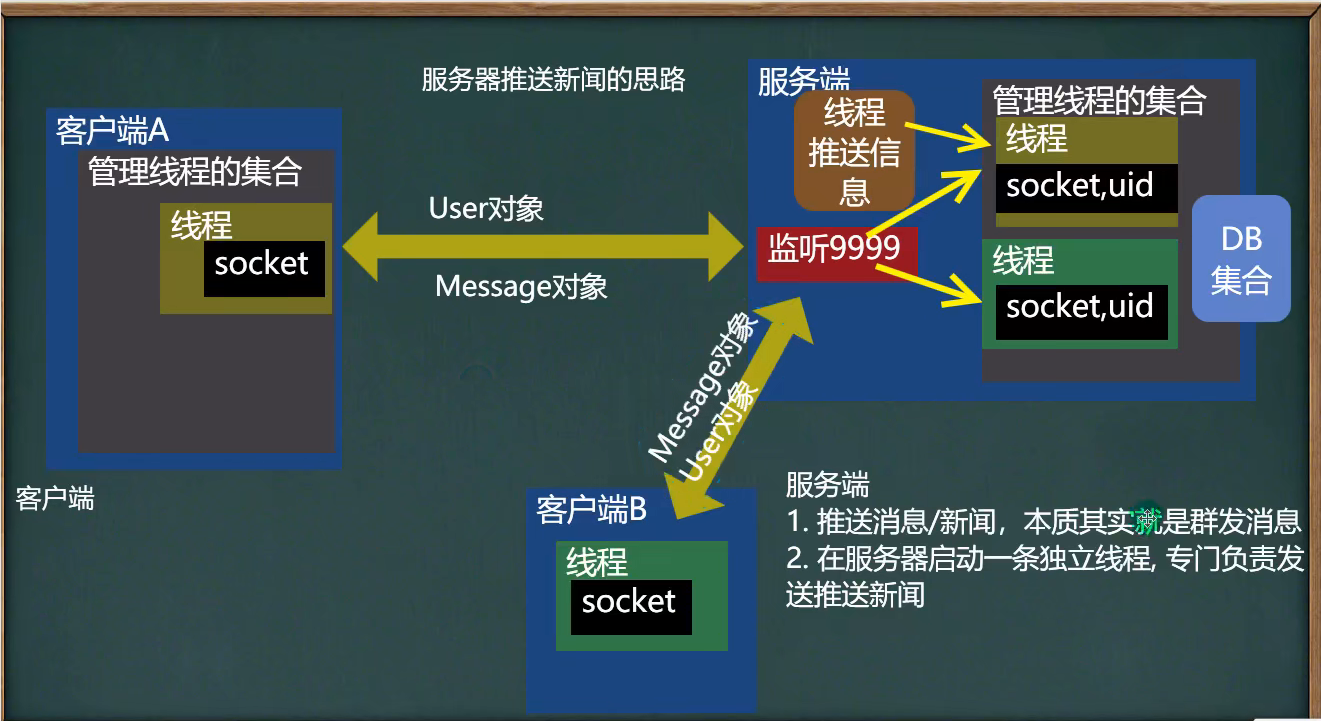 服务器推送新闻的思路
客户端A
管理线程的集合
线程
socket
User对象
Message对象
服务端
线程
推送信
息
监听9999
管理线程的集合
线程
socket,uid
线程
socket,uid
DB
集合
Message对象
User对象
客户端
客户端B
线程
socket
服务端
1. 推送消息/新闻，本质其实就是群发消息
2. 在服务器启动一条独立线程, 专门负责发
送推送新闻